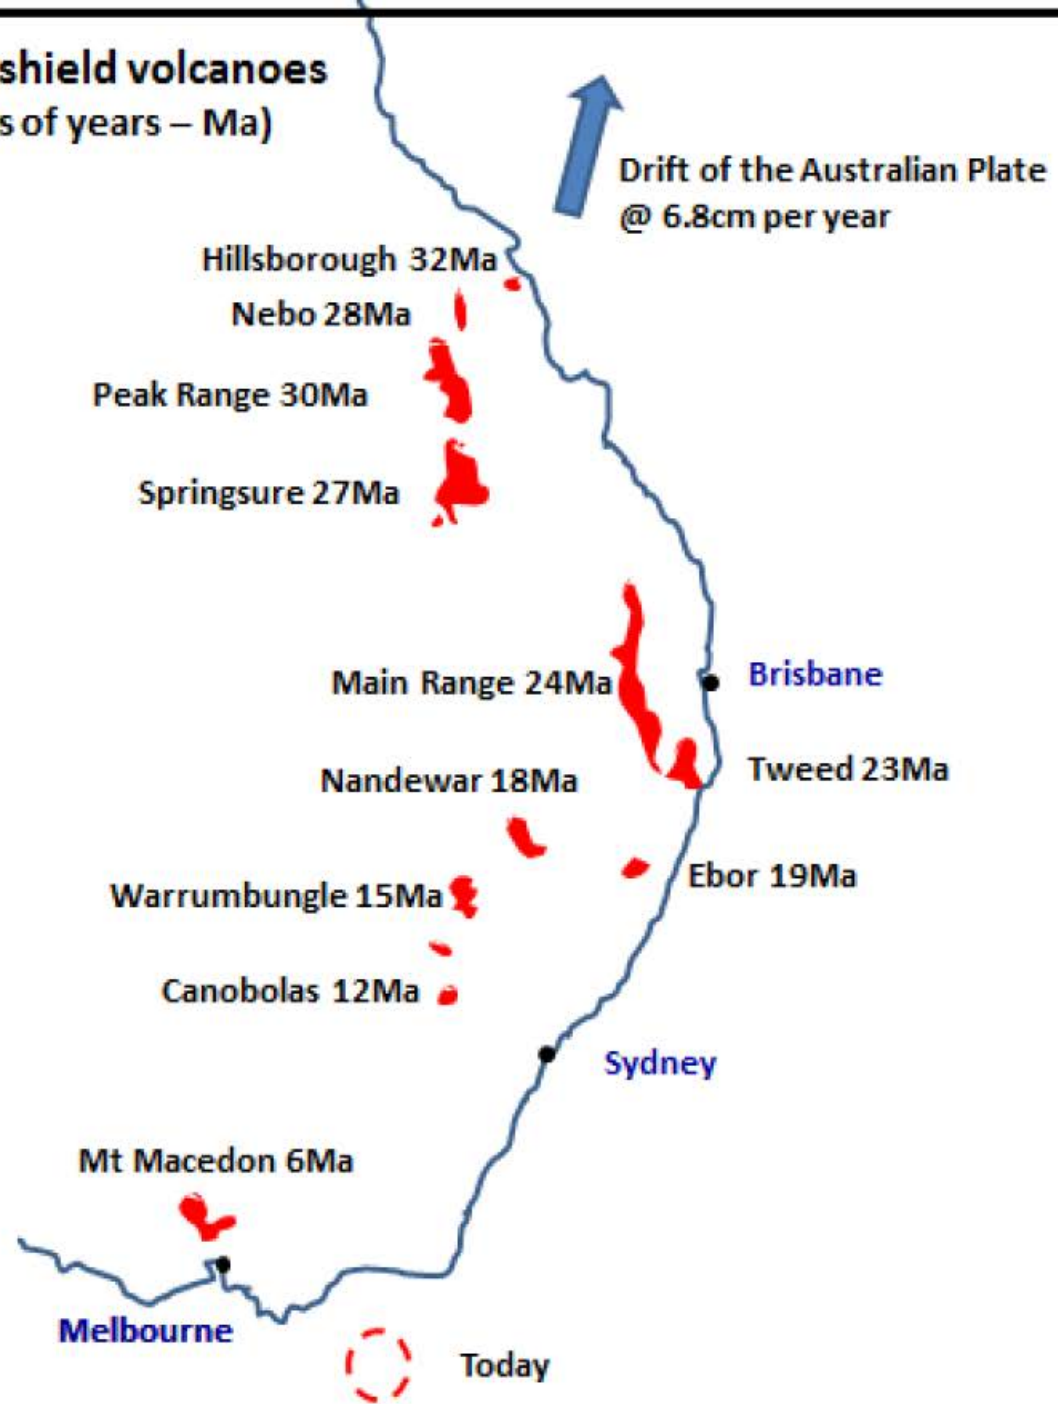 shield volcanoes
s of years – Ma)
Drift of the Australian Plate
@ 6.8cm per year
Hillsborough 32Ma
Nebo 28Ma
Peak Range 30Ma
Springsure 27Ma
Main Range 24Ma
Brisbane
Tweed 23Ma
Nandewar 18Ma
Ebor 19Ma
Warrumbungle 15Ma
Canobolas 12Ma
Sydney
Mt Macedon 6Ma
Melbourne
Today